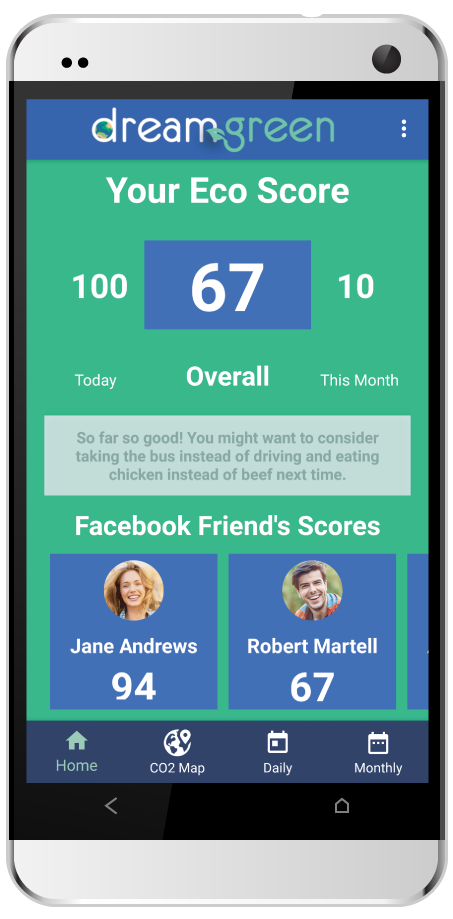 dreamgreen
Your Eco Score
100 67 10
Today Overall This Month
So far so good! You might want to consider
taking the bus instead of driving and eating
chicken instead of beef next time.
Facebook Friend's Scores
Jane Andrews Robert Martell
94 67
Home CO2 Map Daily Monthly